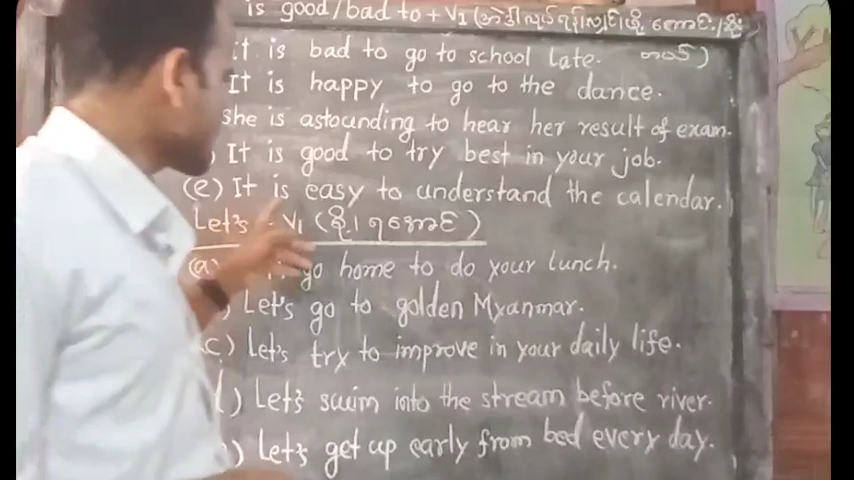 is good/bad to + V1 (
it is bad to go to school late.
It is happy to go to the dance.
she is astounding to hear her result of exam.
) It is good to try best in your job.
(e) It is easy to understand the calendar.
Let's + V1 (
(a) go home to do your lunch.
) Let's go to golden Myanmar.
c) Let's try to improve in your daily life.
) Let's swim into the stream before river.
) Let's get up early from bed every day.